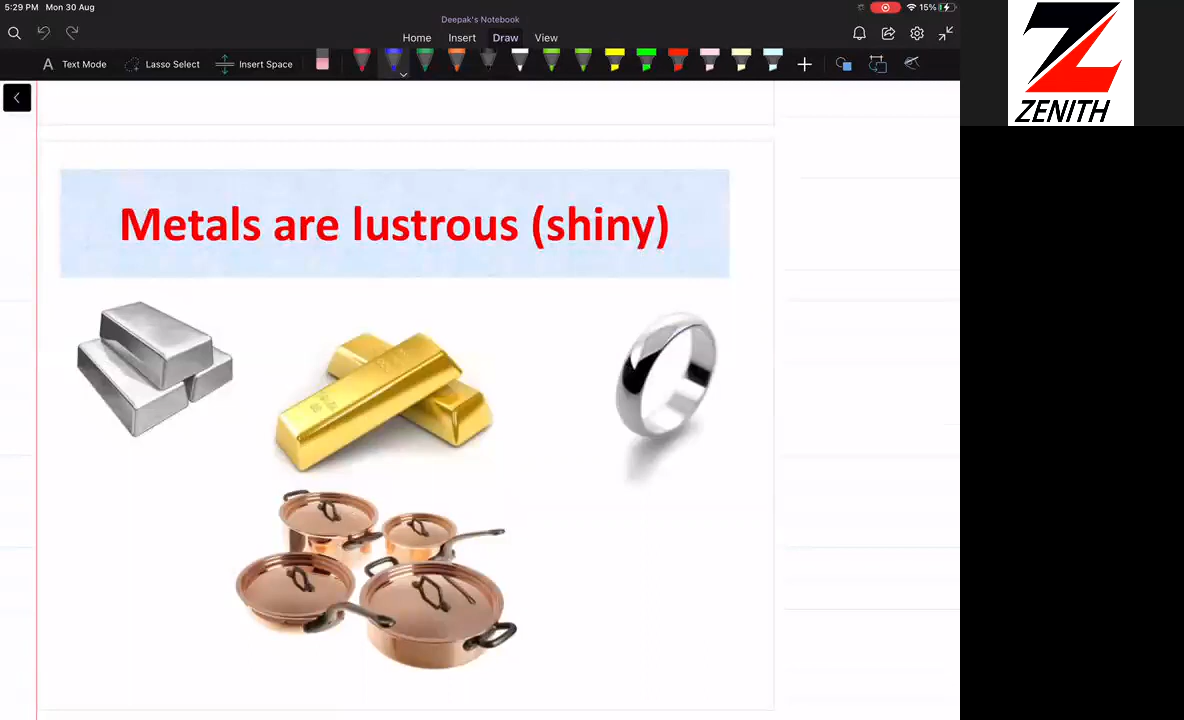 5:29 PM Mon 30 Aug
15%
Deepak's Notebook
Home Insert Draw View
A Text Mode Lasso Select Insert Space
Metals are lustrous (shiny)
ZENITH